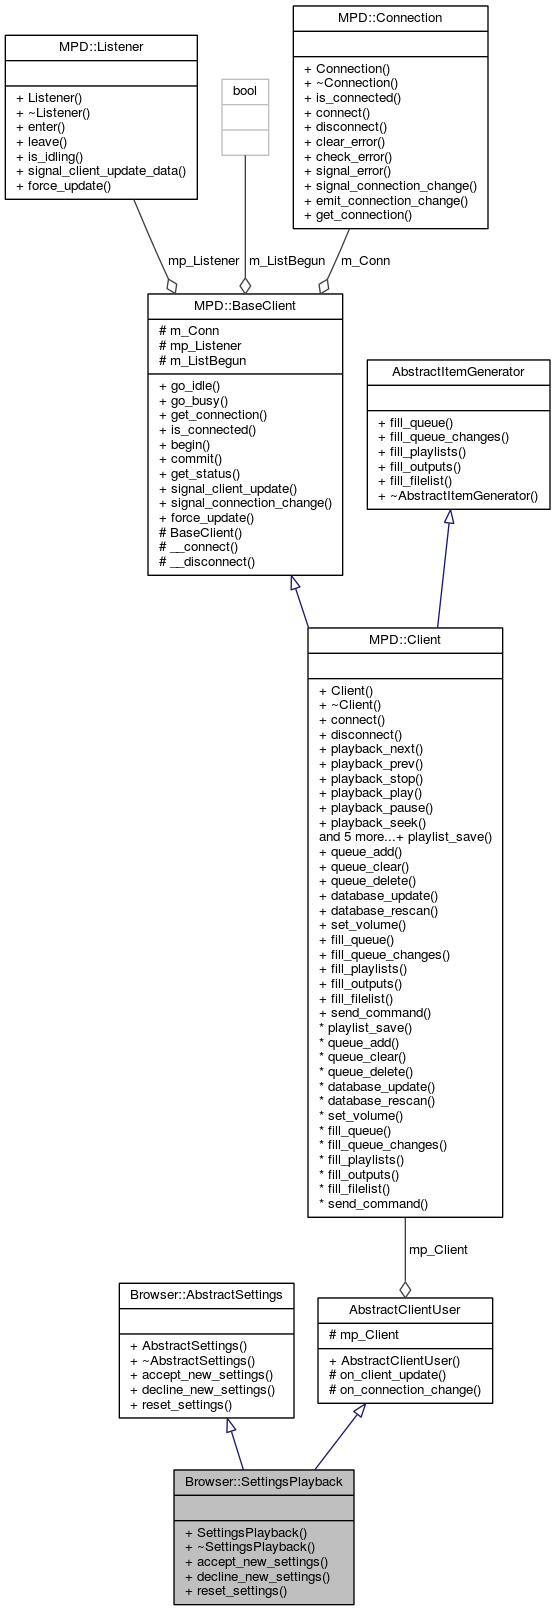 MPD::Connection
+ Connection()
+ ~Connection()
+ is_connected()
+ connect()
+ disconnect()
+ clear_error()
+ check_error()
+ signal_error()
+ signal_connection_change()
+ emit_connection_change()
+ get_connection()
MPD::Listener
+ Listener()
+ ~Listener()
+ enter()
+ leave()
+ is_idling()
+ signal_client_update_data()
+ force_update()
bool
mp_Listener
m_ListBegun
m_Conn
MPD::BaseClient
# m_Conn
# mp_Listener
# m_ListBegun
+ go_idle()
+ go_busy()
+ get_connection()
+ is_connected()
+ begin()
+ commit()
+ get_status()
+ signal_client_update()
+ signal_connection_change()
+ force_update()
# BaseClient()
# __connect()
# __disconnect()
AbstractItemGenerator
+ fill_queue()
+ fill_queue_changes()
+ fill_playlists()
+ fill_outputs()
+ fill_filelist()
+ ~AbstractItemGenerator()
MPD::Client
+ Client()
+ ~Client()
+ connect()
+ disconnect()
+ playback_next()
+ playback_prev()
+ playback_stop()
+ playback_play()
+ playback_pause()
+ playback_seek()
and 5 more...+ playlist_save()
+ queue_add()
+ queue_clear()
+ queue_delete()
+ database_update()
+ database_rescan()
+ set_volume()
+ fill_queue()
+ fill_queue_changes()
+ fill_playlists()
+ fill_outputs()
+ fill_filelist()
+ send_command()
* playlist_save()
* queue_add()
* queue_clear()
* queue_delete()
* database_update()
* database_rescan()
* set_volume()
* fill_queue()
* fill_queue_changes()
* fill_playlists()
* fill_outputs()
* fill_filelist()
* send_command()
mp_Client
Browser::AbstractSettings
+ AbstractSettings()
+ ~AbstractSettings()
+ accept_new_settings()
+ decline_new_settings()
+ reset_settings()
AbstractClientUser
# mp_Client
+ AbstractClientUser()
# on_client_update()
# on_connection_change()
Browser::SettingsPlayback
+ SettingsPlayback()
+ ~SettingsPlayback()
+ accept_new_settings()
+ decline_new_settings()
+ reset_settings()